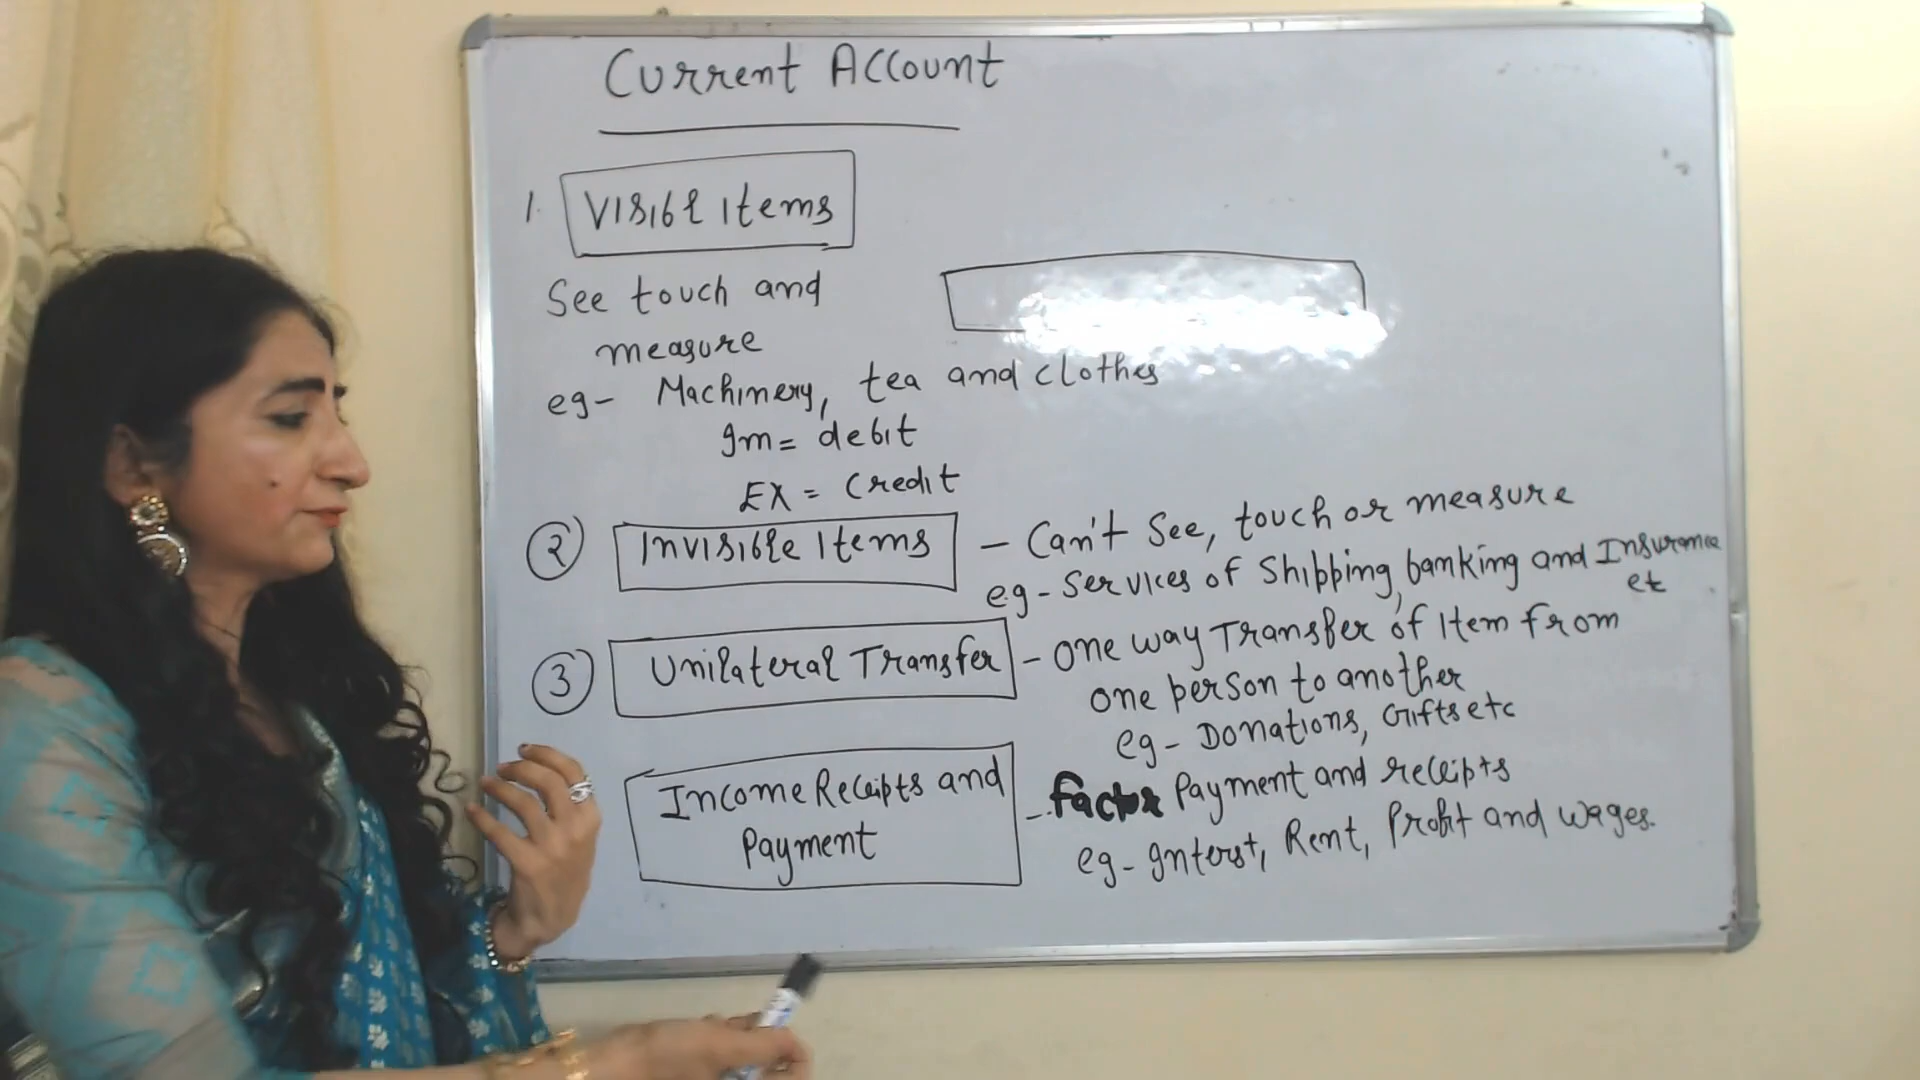 Current Account
1. Visible Items
See touch and
measure
eg- Machinery, tea and clothes
Im = debit
EX = Credit
2 Invisible Items - Can't See, touch or measure
eg- Services of Shipping, banking and Insurance
et
3 Unilateral Transfer - one way Transfer of Item from
one person to another
eg- Donations, Gifts etc
Income Receipts and Payment - factor Payment and receipts
eg- Interst, Rent, Profit and wages.